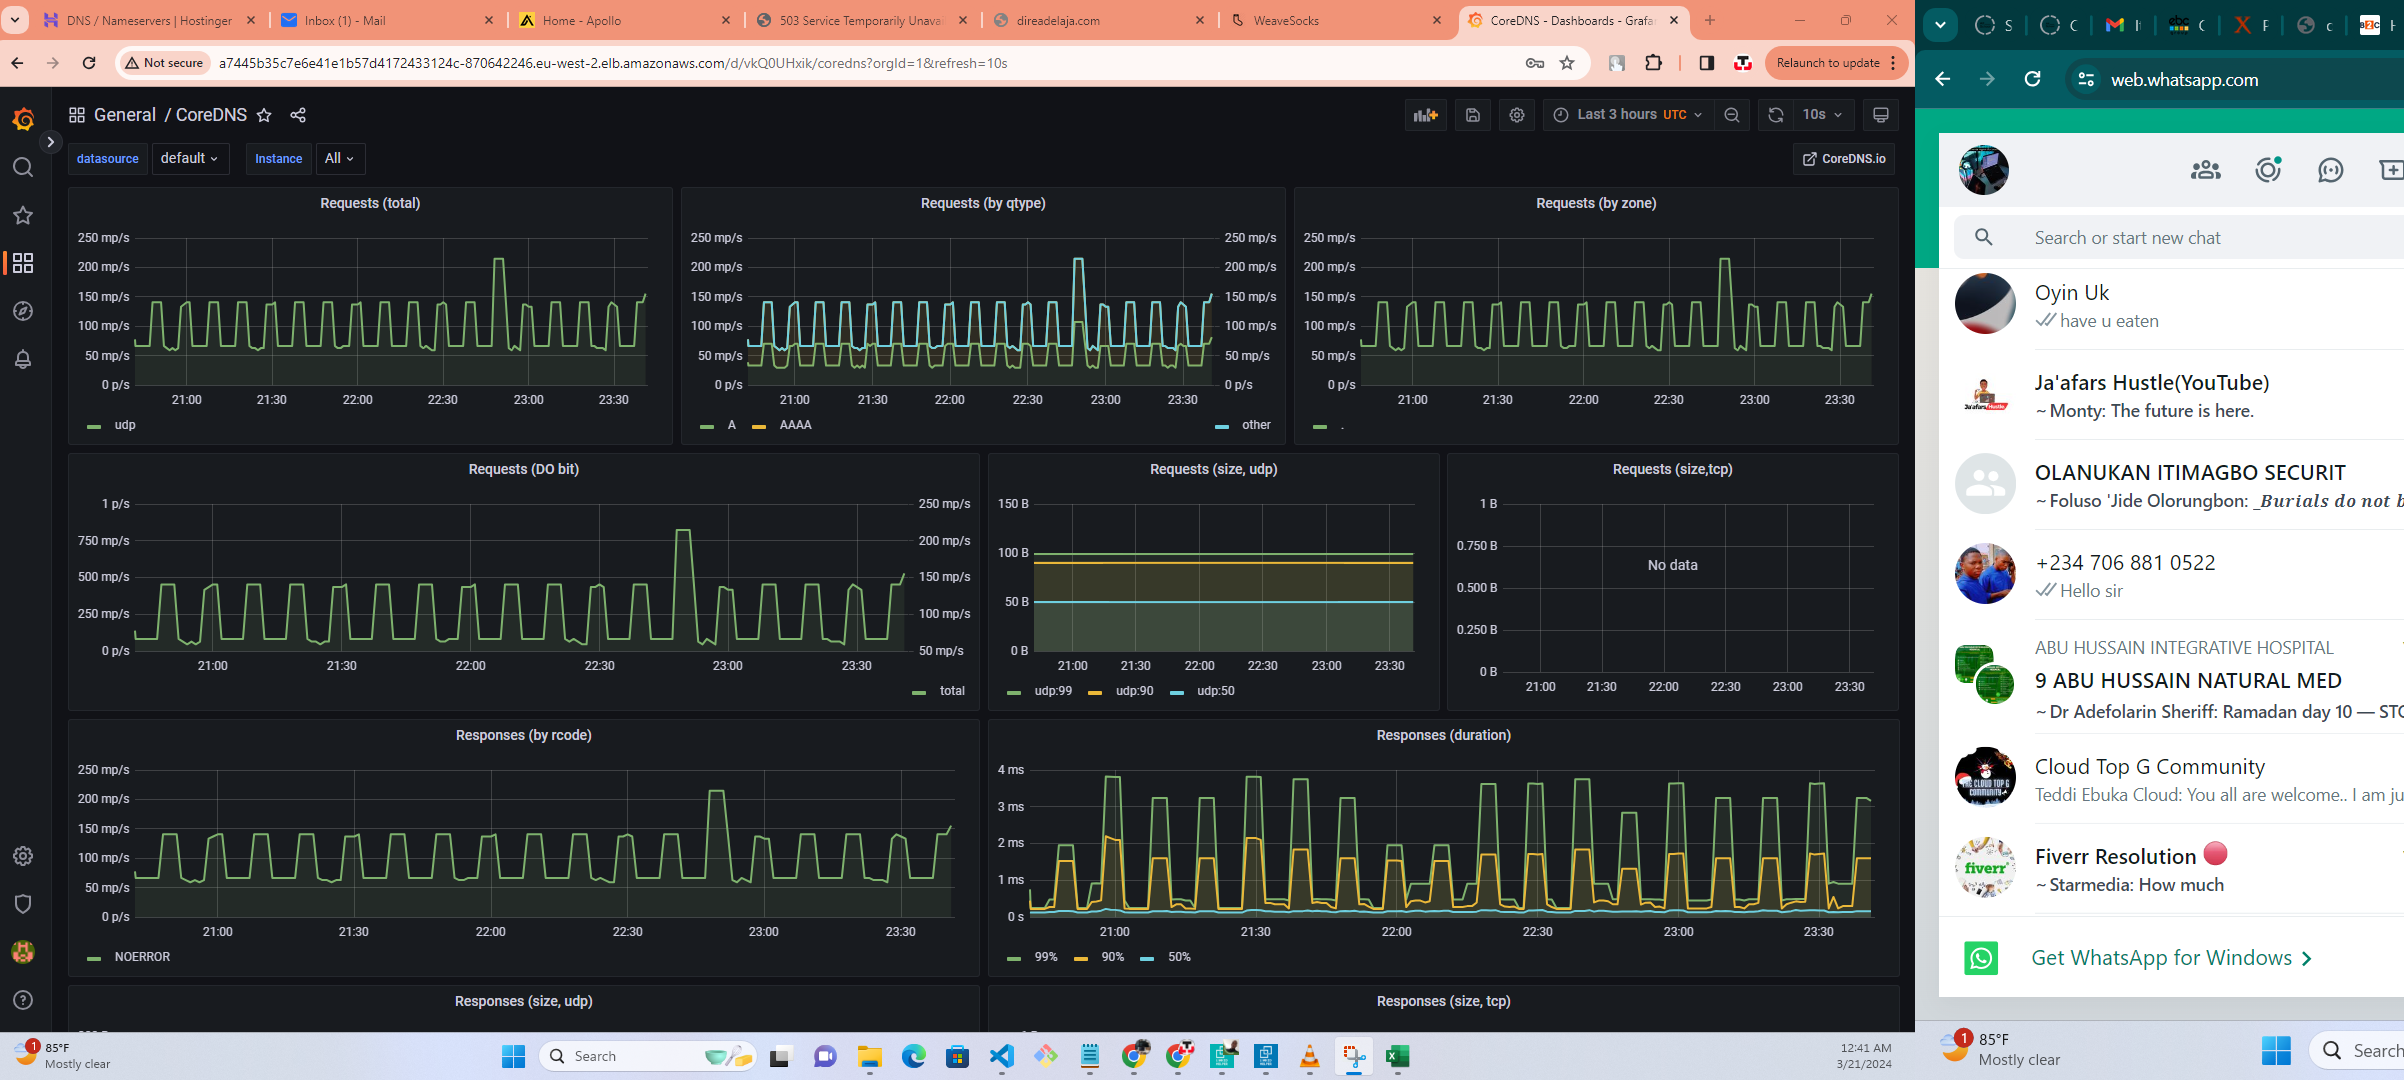 DNS / Nameservers | Hostinger
Inbox (1) - Mail
Home - Apollo
503 Service Temporarily Unavai
direadelaja.com
WeaveSocks
CoreDNS - Dashboards - Grafan
Not secure
a7445b35c7e6e41e1b57d4172433124c-870642246.eu-west-2.elb.amazonaws.com/d/vkQ0UHxik/coredns?orgId=1&refresh=10s
Relaunch to update
General / CoreDNS
Last 3 hours UTC
10s
datasource
default
Instance
All
CoreDNS.io
Requests (total)
250 mp/s
200 mp/s
150 mp/s
100 mp/s
50 mp/s
0 p/s
21:00 21:30 22:00 22:30 23:00 23:30
udp
Requests (by qtype)
250 mp/s 250 mp/s
200 mp/s 200 mp/s
150 mp/s 150 mp/s
100 mp/s 100 mp/s
50 mp/s 50 mp/s
0 p/s 0 p/s
21:00 21:30 22:00 22:30 23:00 23:30
A AAAA other
Requests (by zone)
250 mp/s
200 mp/s
150 mp/s
100 mp/s
50 mp/s
0 p/s
21:00 21:30 22:00 22:30 23:00 23:30
.
Requests (DO bit)
1 p/s 250 mp/s
750 mp/s 200 mp/s
500 mp/s 150 mp/s
250 mp/s 100 mp/s
0 p/s 50 mp/s
21:00 21:30 22:00 22:30 23:00 23:30
total
Requests (size, udp)
150 B
100 B
50 B
0 B
21:00 21:30 22:00 22:30 23:00 23:30
udp:99 udp:90 udp:50
Requests (size,tcp)
1 B
0.750 B
No data
0.500 B
0.250 B
0 B
21:00 21:30 22:00 22:30 23:00 23:30
Responses (by rcode)
250 mp/s
200 mp/s
150 mp/s
100 mp/s
50 mp/s
0 p/s
21:00 21:30 22:00 22:30 23:00 23:30
NOERROR
Responses (duration)
4 ms
3 ms
2 ms
1 ms
0 s
21:00 21:30 22:00 22:30 23:00 23:30
99% 90% 50%
Responses (size, udp)
Responses (size, tcp)
1
85°F
Mostly clear
Search
12:41 AM
3/21/2024
web.whatsapp.com
Search or start new chat
Oyin Uk
have u eaten
Ja'afars Hustle(YouTube)
~ Monty: The future is here.
OLANUKAN ITIMAGBO SECURIT
~ Foluso 'Jide Olorungbon: _Burials do not b
+234 706 881 0522
Hello sir
ABU HUSSAIN INTEGRATIVE HOSPITAL
9 ABU HUSSAIN NATURAL MED
~ Dr Adefolarin Sheriff: Ramadan day 10 — STO
Cloud Top G Community
Teddi Ebuka Cloud: You all are welcome.. I am ju
fiverr
Fiverr Resolution
~ Starmedia: How much
Get WhatsApp for Windows
1
85°F
Mostly clear
Search